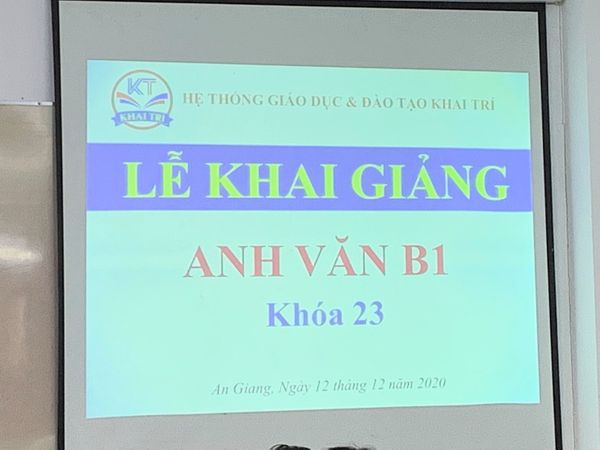 KT
KHAI TRÍ
HỆ THỐNG GIÁO DỤC & ĐÀO TẠO KHAI TRÍ
LỄ KHAI GIẢNG
ANH VĂN B1
Khóa 23
An Giang, Ngày 12 tháng 12 năm 2020